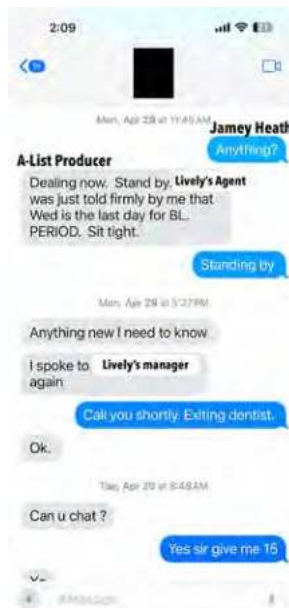 2:09
Mon, Apr 29 at 11:45 AM
Jamey Heath
Anything?
A-List Producer
Dealing now. Stand by. Lively's Agent
was just told firmly by me that
Wed is the last day for BL.
PERIOD. Sit tight.
Standing by
Mon, Apr 29 at 5:27 PM
Anything new I need to know
I spoke to Lively's manager
again
Call you shortly. Exiting dentist.
Ok.
Tue, Apr 30 at 8:48 AM
Can u chat ?
Yes sir give me 15
iMessage